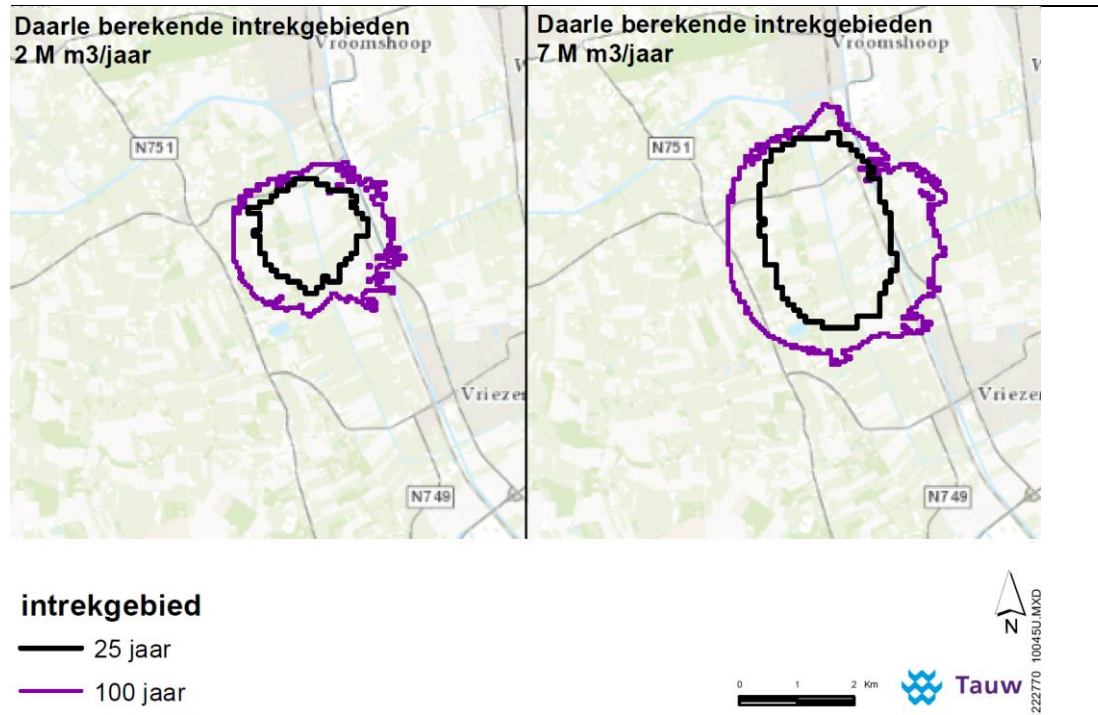 Daarle berekende intrekgebieden
2 M m3/jaar
Vroomshoop
N751
Vriezen
N749
Daarle berekende intrekgebieden
7 M m3/jaar
Vroomshoop
N751
Vriezen
N749
intrekgebied
25 jaar
100 jaar
N
0 1 2 Km
Tauw
222770 10045U.MXD